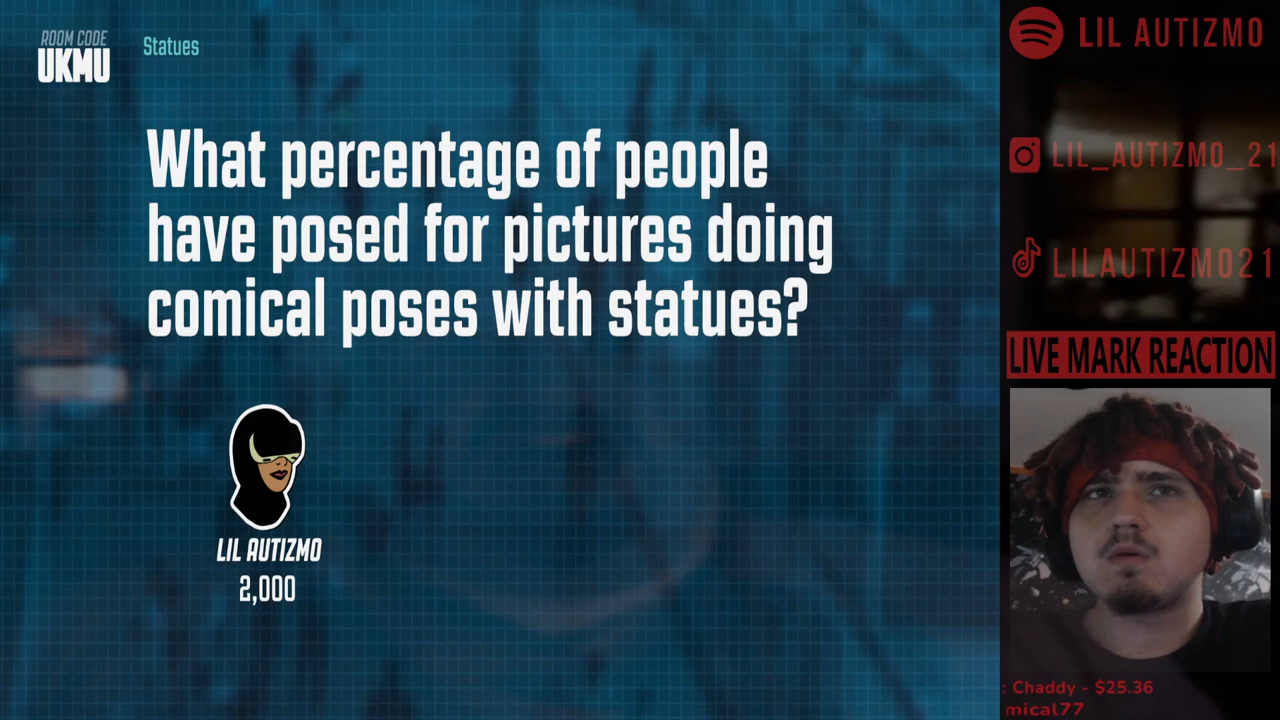 ROOM CODE
UKMU
Statues
What percentage of people
have posed for pictures doing
comical poses with statues?
LIL AUTIZMO
2,000
LIL AUTIZMO
LIL_AUTIZMO_21
LILAUTIZMO21
LIVE MARK REACTION
: Chaddy - $25.36
mical77